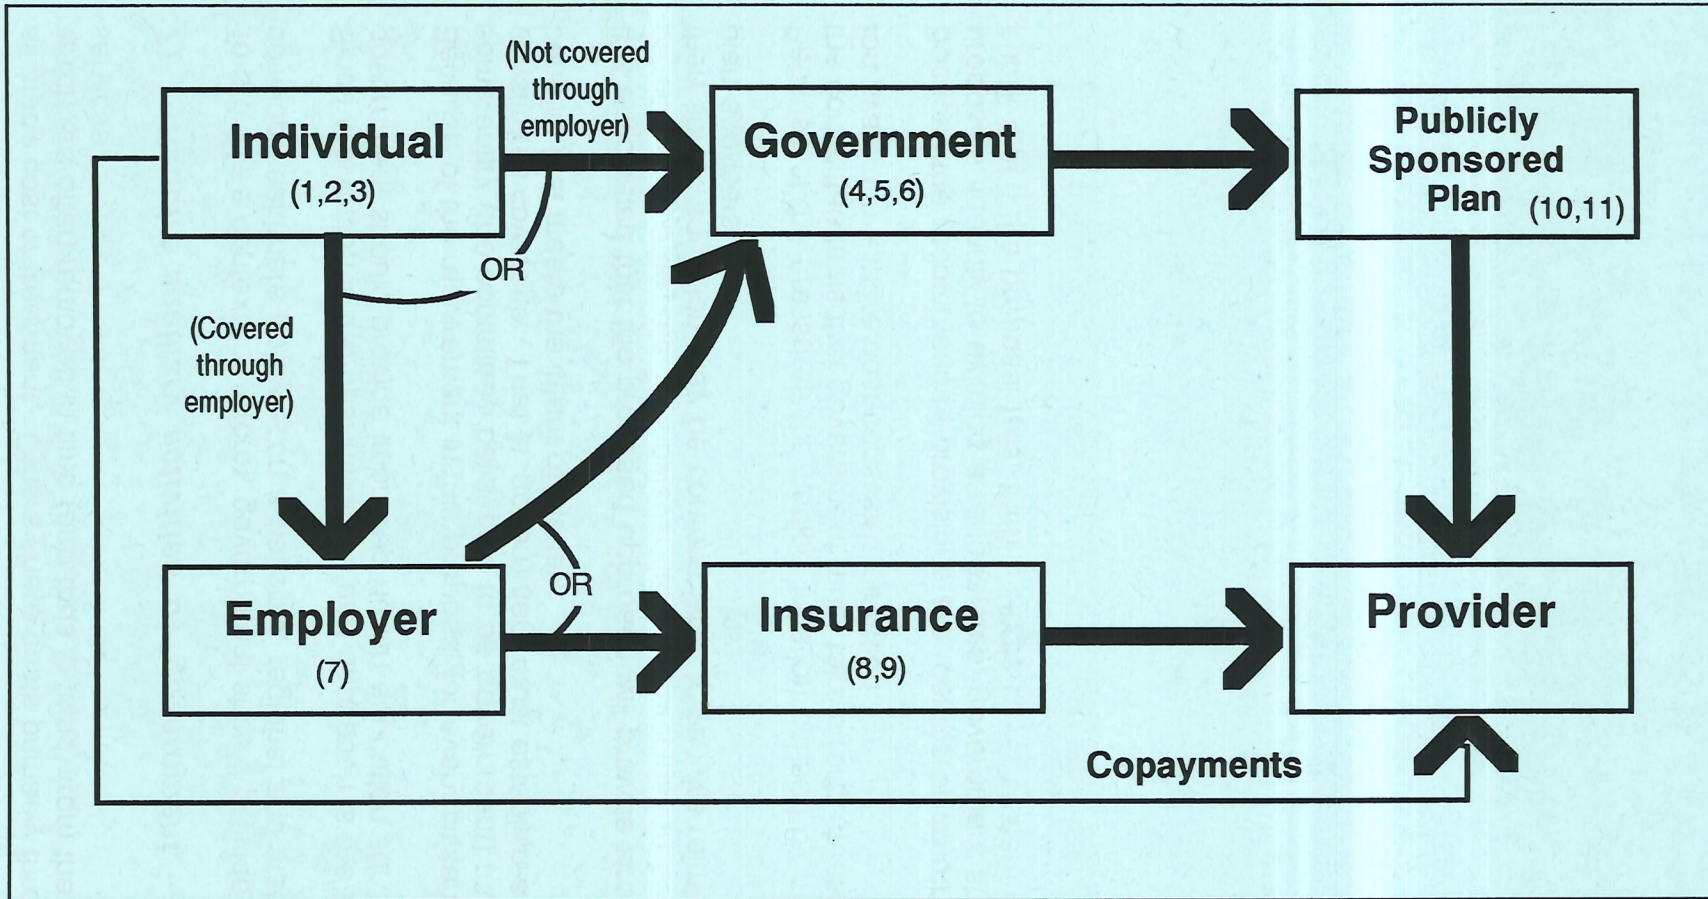 (Not covered
through
employer)
Individual
(1,2,3)
Government
(4,5,6)
Publicly
Sponsored
Plan (10,11)
OR
(Covered
through
employer)
OR
Employer
(7)
Insurance
(8,9)
Provider
Copayments